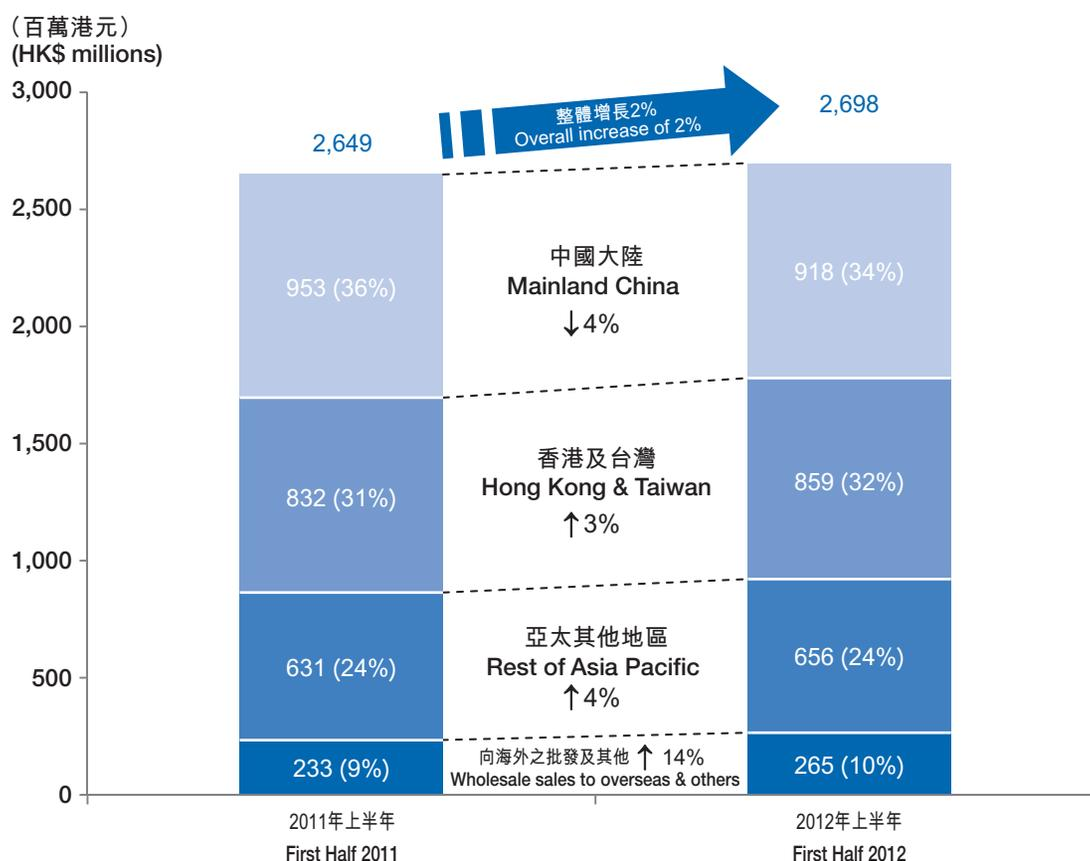 （百萬港元）
(HK$ millions)
3,000
2,500
2,000
1,500
1,000
500
0
2,649
整體增長2%
Overall increase of 2%
2,698
953 (36%)
中國大陸
Mainland China
↓4%
918 (34%)
832 (31%)
香港及台灣
Hong Kong & Taiwan
↑3%
859 (32%)
631 (24%)
亞太其他地區
Rest of Asia Pacific
↑4%
656 (24%)
233 (9%)
向海外之批發及其他 ↑ 14%
Wholesale sales to overseas & others
265 (10%)
2011年上半年
First Half 2011
2012年上半年
First Half 2012